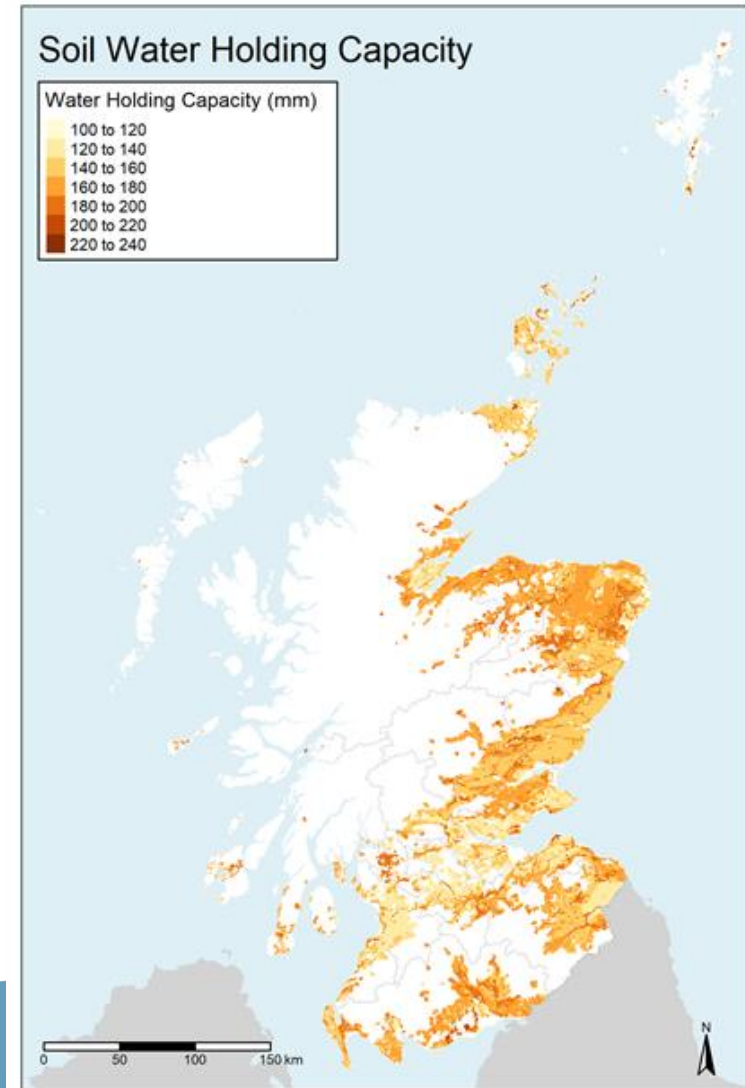 Soil Water Holding Capacity
Water Holding Capacity (mm)
100 to 120
120 to 140
140 to 160
160 to 180
180 to 200
200 to 220
220 to 240
N
0 50 100 150 km